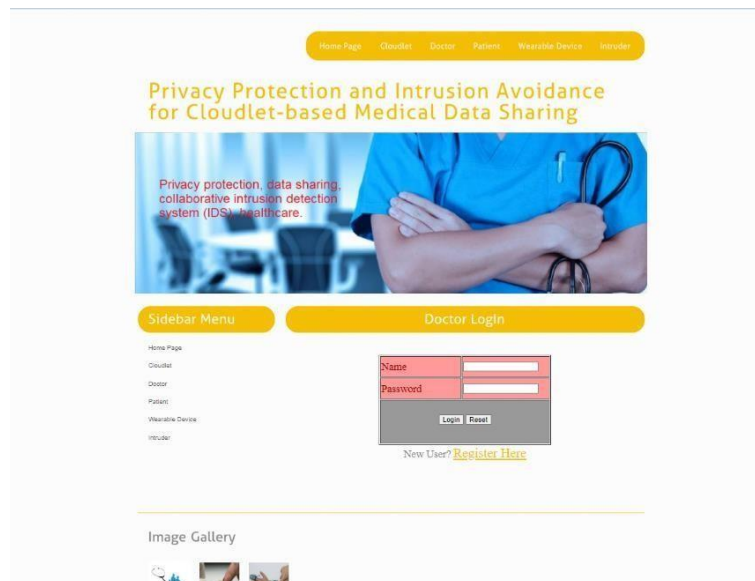 Home Page Cloudlet Doctor Patient Wearable Device Intruder
Privacy Protection and Intrusion Avoidance
for Cloudlet-based Medical Data Sharing
Privacy protection, data sharing,
collaborative intrusion detection
system (IDS), healthcare.
Sidebar Menu
Doctor Login
Home Page
Cloudlet
Doctor
Patient
Wearable Device
Intruder
Name
Password
Login Reset
New User? Register Here
Image Gallery